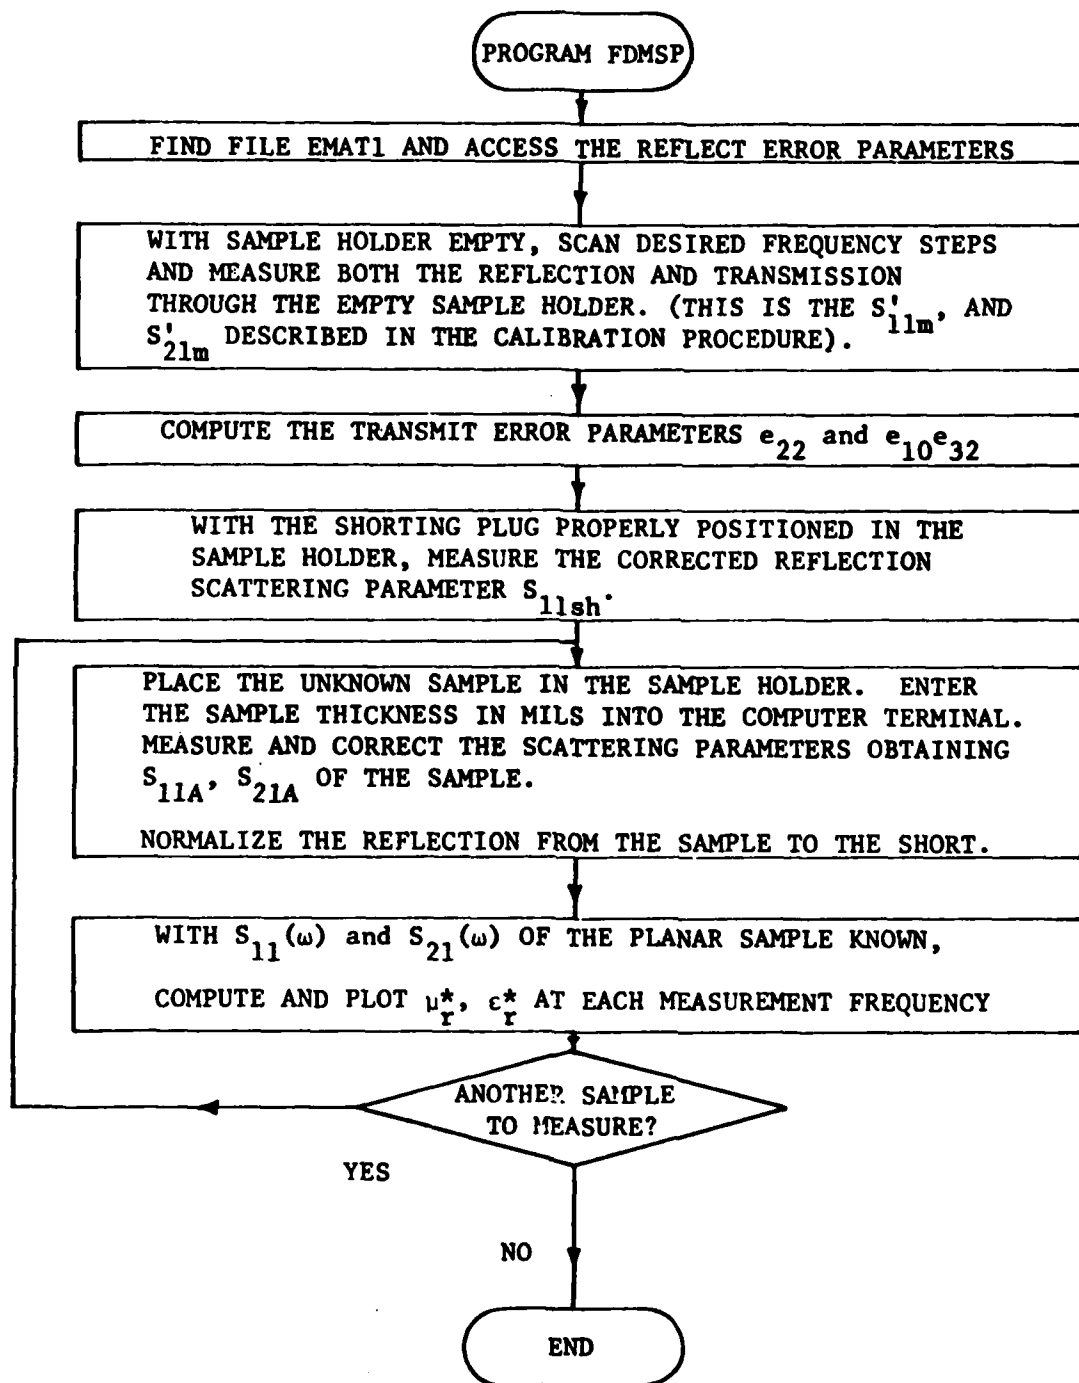 PROGRAM FDMSP
FIND FILE EMAT1 AND ACCESS THE REFLECT ERROR PARAMETERS
WITH SAMPLE HOLDER EMPTY, SCAN DESIRED FREQUENCY STEPS
AND MEASURE BOTH THE REFLECTION AND TRANSMISSION
THROUGH THE EMPTY SAMPLE HOLDER. (THIS IS THE S'₁₁ₘ, AND
S'₂₁ₘ DESCRIBED IN THE CALIBRATION PROCEDURE).
COMPUTE THE TRANSMIT ERROR PARAMETERS e₂₂ and e₁₀e₃₂
WITH THE SHORTING PLUG PROPERLY POSITIONED IN THE
SAMPLE HOLDER, MEASURE THE CORRECTED REFLECTION
SCATTERING PARAMETER S₁₁ₛₕ.
PLACE THE UNKNOWN SAMPLE IN THE SAMPLE HOLDER. ENTER
THE SAMPLE THICKNESS IN MILS INTO THE COMPUTER TERMINAL.
MEASURE AND CORRECT THE SCATTERING PARAMETERS OBTAINING
S₁₁A, S₂₁A OF THE SAMPLE.
NORMALIZE THE REFLECTION FROM THE SAMPLE TO THE SHORT.
WITH S₁₁(ω) and S₂₁(ω) OF THE PLANAR SAMPLE KNOWN,
COMPUTE AND PLOT μᵣ*, εᵣ* AT EACH MEASUREMENT FREQUENCY
ANOTHER SAMPLE
TO MEASURE?
YES
NO
END